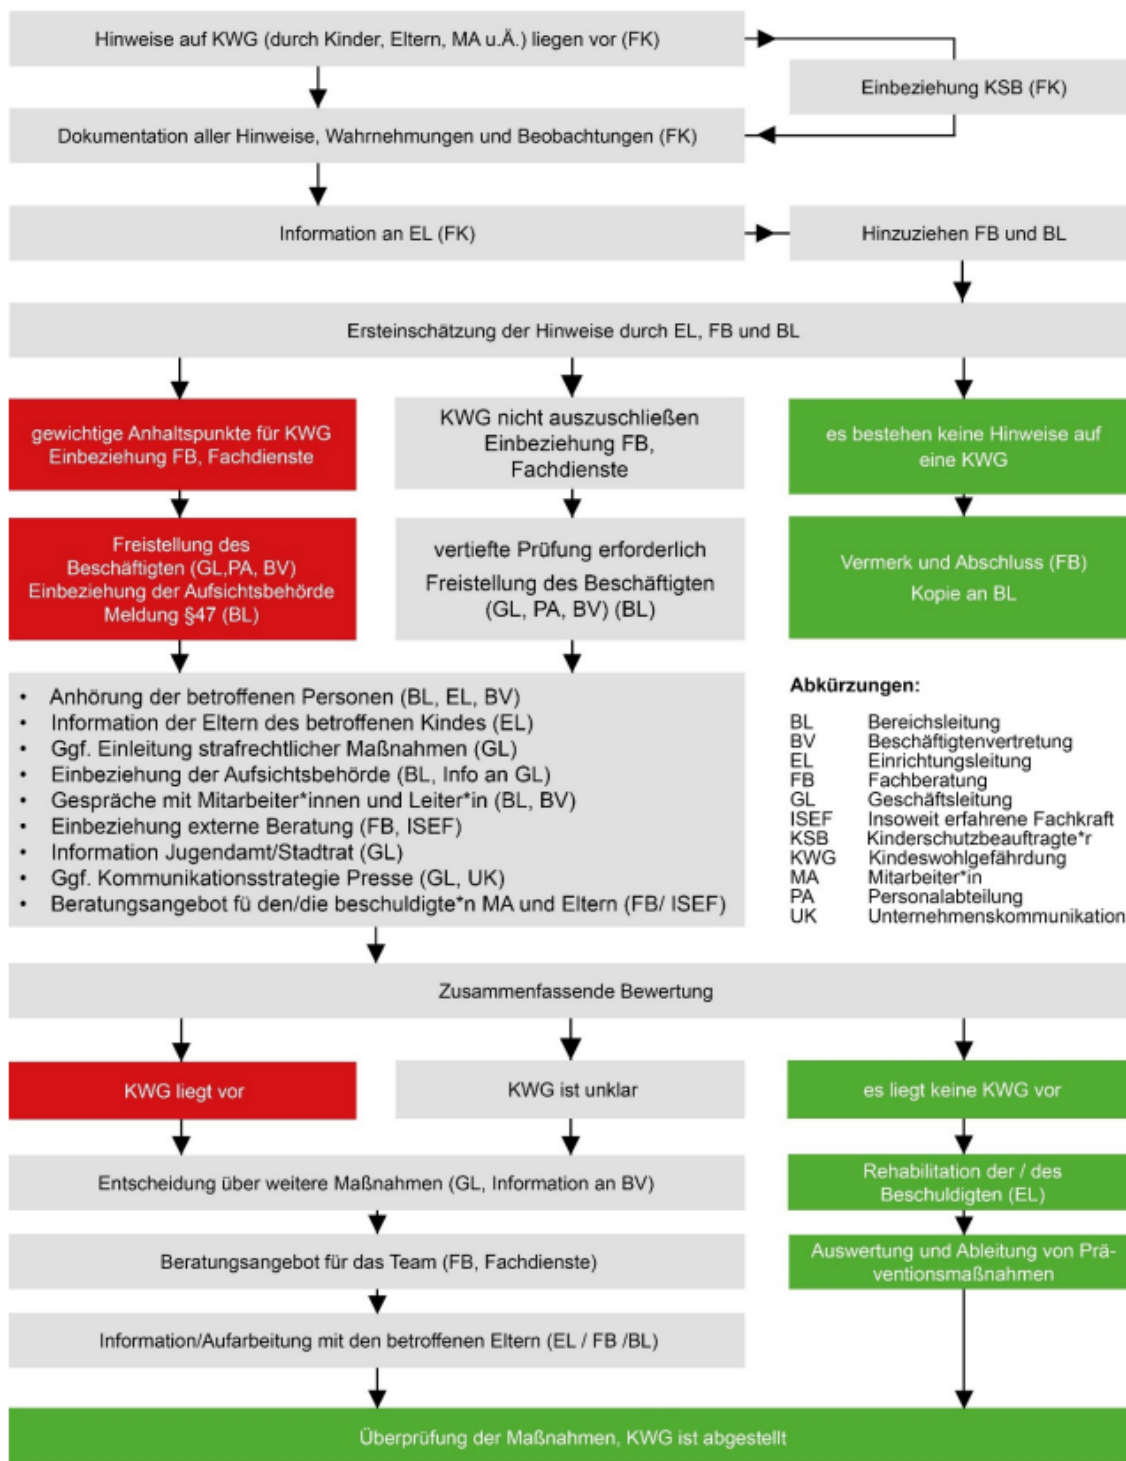 Hinweise auf KWG (durch Kinder, Eltern, MA u.Ä.) liegen vor (FK)
Einbeziehung KSB (FK)
Dokumentation aller Hinweise, Wahrnehmungen und Beobachtungen (FK)
Information an EL (FK)
Hinzuziehen FB und BL
Ersteinschätzung der Hinweise durch EL, FB und BL
gewichtige Anhaltspunkte für KWG
Einbeziehung FB, Fachdienste
KWG nicht auszuschließen
Einbeziehung FB,
Fachdienste
es bestehen keine Hinweise auf
eine KWG
Freistellung des
Beschäftigten (GL,PA, BV)
Einbeziehung der Aufsichtsbehörde
Meldung §47 (BL)
vertiefte Prüfung erforderlich
Freistellung des Beschäftigten
(GL, PA, BV) (BL)
Vermerk und Abschluss (FB)
Kopie an BL
• Anhörung der betroffenen Personen (BL, EL, BV)
• Information der Eltern des betroffenen Kindes (EL)
• Ggf. Einleitung strafrechtlicher Maßnahmen (GL)
• Einbeziehung der Aufsichtsbehörde (BL, Info an GL)
• Gespräche mit Mitarbeiter*innen und Leiter*in (BL, BV)
• Einbeziehung externe Beratung (FB, ISEF)
• Information Jugendamt/Stadtrat (GL)
• Ggf. Kommunikationsstrategie Presse (GL, UK)
• Beratungsangebot fü den/die beschuldigte*n MA und Eltern (FB/ ISEF)
Abkürzungen:
BL Bereichsleitung
BV Beschäftigtenvertretung
EL Einrichtungsleitung
FB Fachberatung
GL Geschäftsleitung
ISEF Insoweit erfahrene Fachkraft
KSB Kinderschutzbeauftragte*r
KWG Kindeswohlgefährdung
MA Mitarbeiter*in
PA Personalabteilung
UK Unternehmenskommunikation
Zusammenfassende Bewertung
KWG liegt vor
KWG ist unklar
es liegt keine KWG vor
Entscheidung über weitere Maßnahmen (GL, Information an BV)
Rehabilitation der / des
Beschuldigten (EL)
Beratungsangebot für das Team (FB, Fachdienste)
Auswertung und Ableitung von Prä-
ventionsmaßnahmen
Information/Aufarbeitung mit den betroffenen Eltern (EL / FB /BL)
Überprüfung der Maßnahmen, KWG ist abgestellt